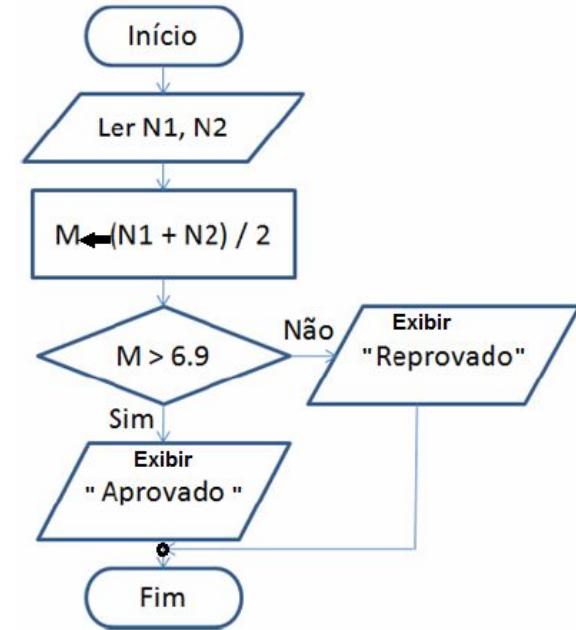 Início
Ler N1, N2
M ← (N1 + N2) / 2
M > 6.9
Não
Exibir
"Reprovado"
Sim
Exibir
" Aprovado "
Fim